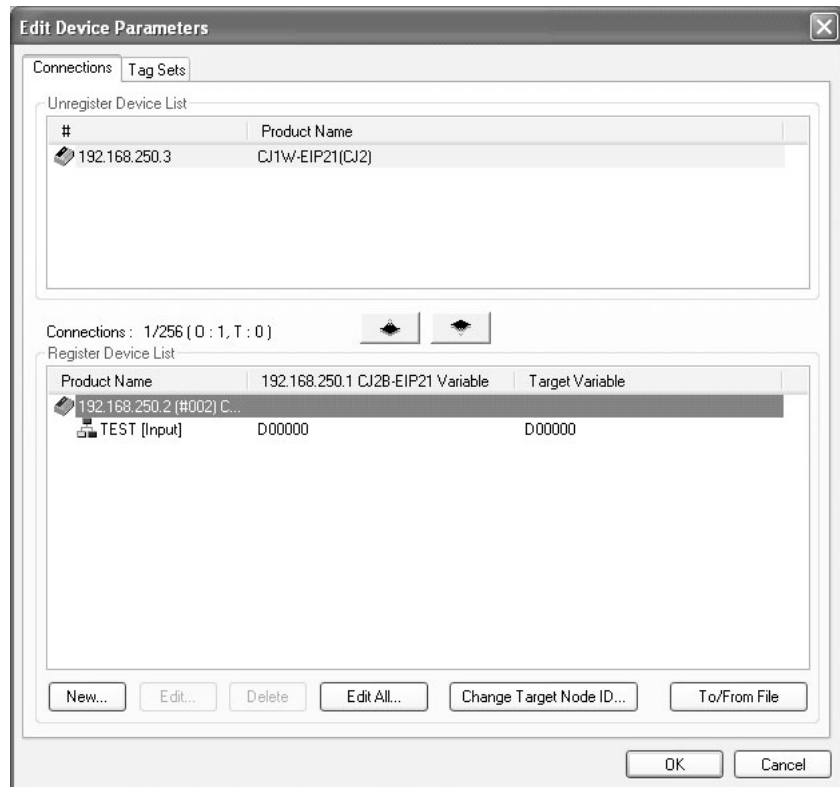 Edit Device Parameters
Connections Tag Sets
Unregister Device List
# Product Name
192.168.250.3 CJ1W-EIP21(CJ2)
Connections : 1/256 ( O : 1, T : 0 )
Register Device List
Product Name 192.168.250.1 CJ2B-EIP21 Variable Target Variable
192.168.250.2 (#002) C...
TEST [Input] D00000 D00000
New... Edit... Delete Edit All... Change Target Node ID... To/From File
OK Cancel